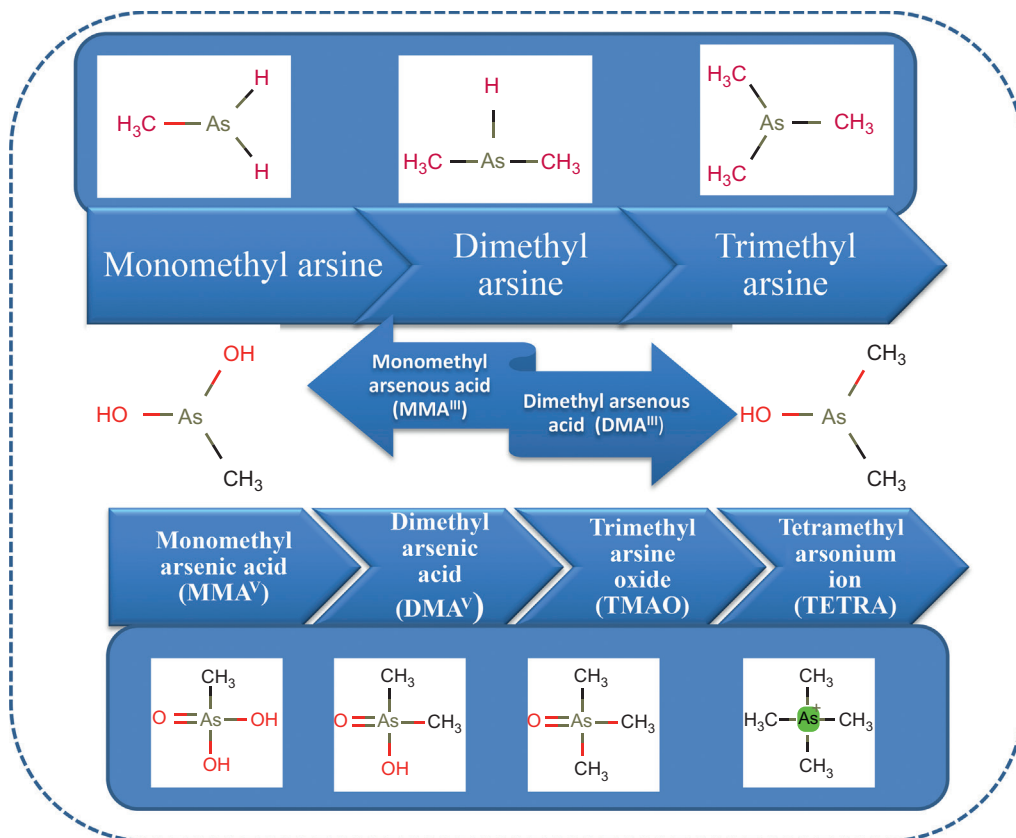 H
H₃C As
H
H
H₃C As CH₃
H₃C
As CH₃
H₃C
Monomethyl arsine
Dimethyl
arsine
Trimethyl
arsine
OH
HO As
CH₃
Monomethyl
arsenous acid
(MMAᴵᴵᴵ)
Dimethyl arsenous
acid (DMAᴵᴵᴵ)
CH₃
HO As
CH₃
Monomethyl
arsenic acid
(MMAⱽ)
Dimethyl
arsenic
acid
(DMAⱽ)
Trimethyl
arsine
oxide
(TMAO)
Tetramethyl
arsonium
ion
(TETRA)
CH₃
O As OH
OH
CH₃
O As CH₃
OH
CH₃
O As CH₃
CH₃
CH₃
H₃C As⁺ CH₃
CH₃